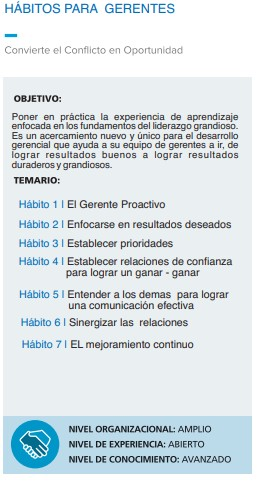 HÁBITOS PARA GERENTES
Convierte el Conflicto en Oportunidad
OBJETIVO:
Poner en práctica la experiencia de aprendizaje
enfocada en los fundamentos del liderazgo grandioso.
Es un acercamiento nuevo y único para el desarrollo
gerencial que ayuda a su equipo de gerentes a ir, de
lograr resultados buenos a lograr resultados
duraderos y grandiosos.
TEMARIO:
Hábito 1 | El Gerente Proactivo
Hábito 2 | Enfocarse en resultados deseados
Hábito 3 | Establecer prioridades
Hábito 4 | Establecer relaciones de confianza
para lograr un ganar - ganar
Hábito 5 | Entender a los demas para lograr
una comunicación efectiva
Hábito 6 | Sinergizar las relaciones
Hábito 7 | EL mejoramiento continuo
NIVEL ORGANIZACIONAL: AMPLIO
NIVEL DE EXPERIENCIA: ABIERTO
NIVEL DE CONOCIMIENTO: AVANZADO